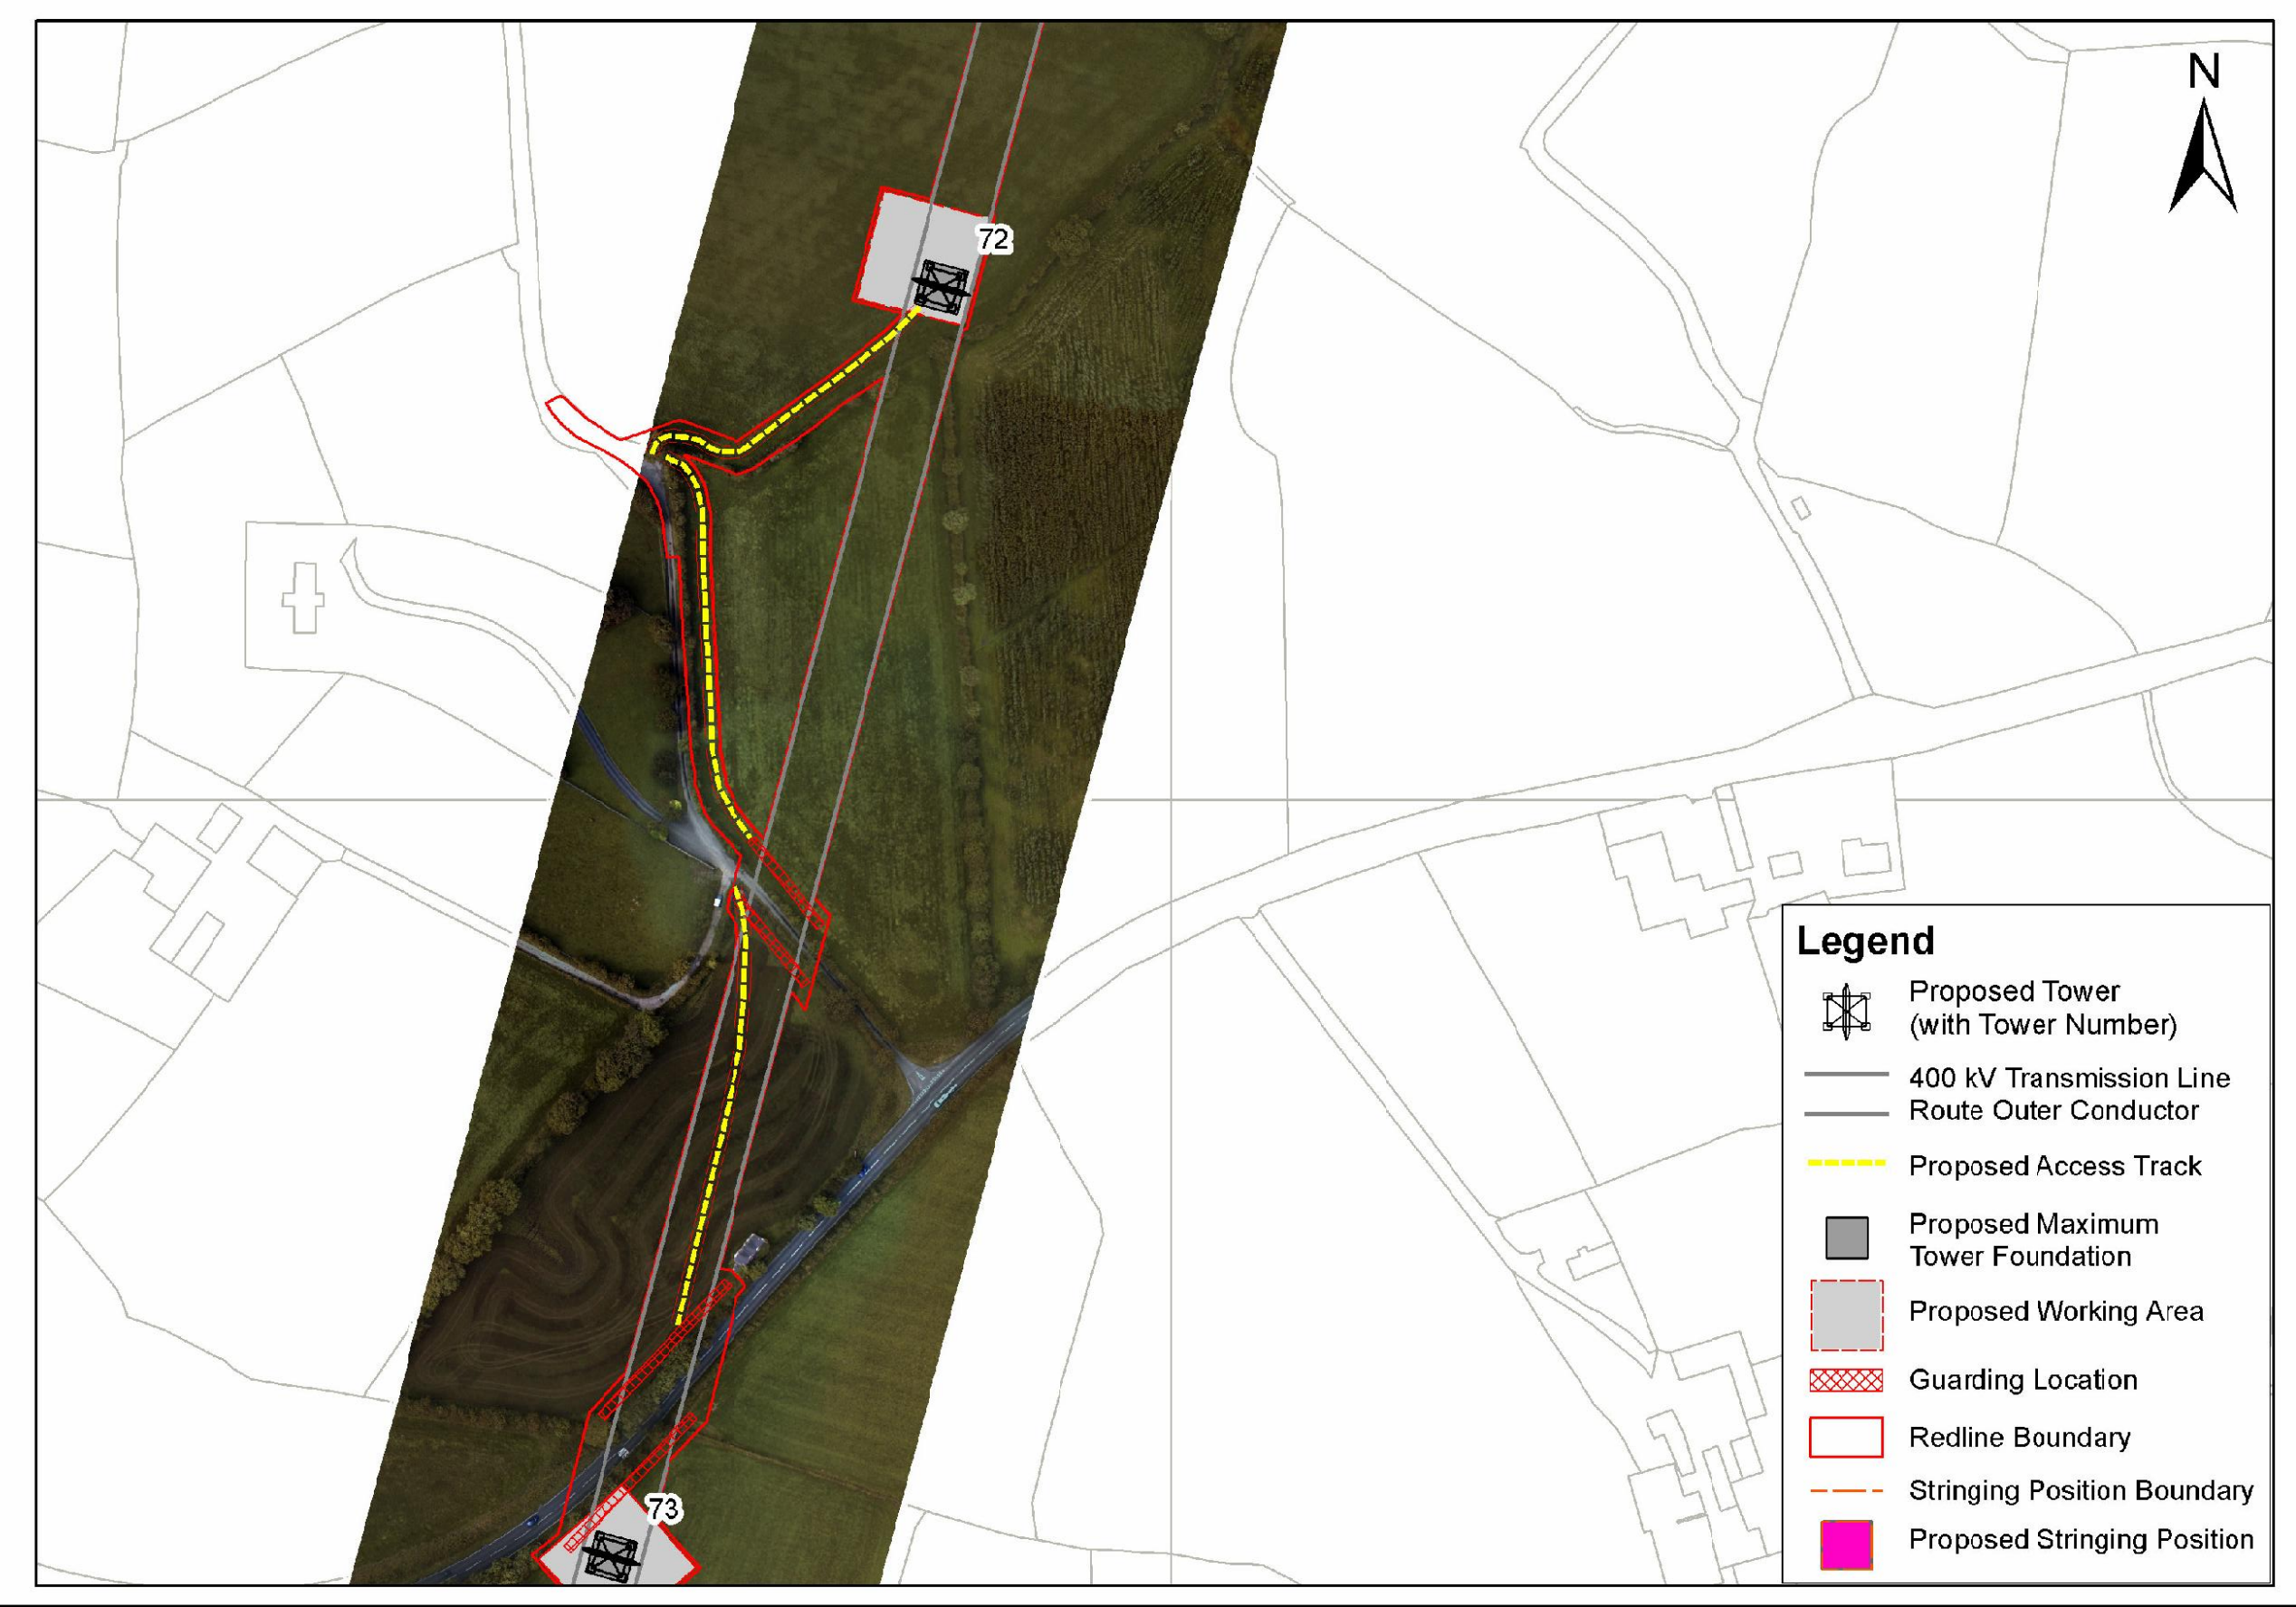 N
72
73
Legend
Proposed Tower
(with Tower Number)
400 kV Transmission Line
Route Outer Conductor
Proposed Access Track
Proposed Maximum
Tower Foundation
Proposed Working Area
Guarding Location
Redline Boundary
Stringing Position Boundary
Proposed Stringing Position